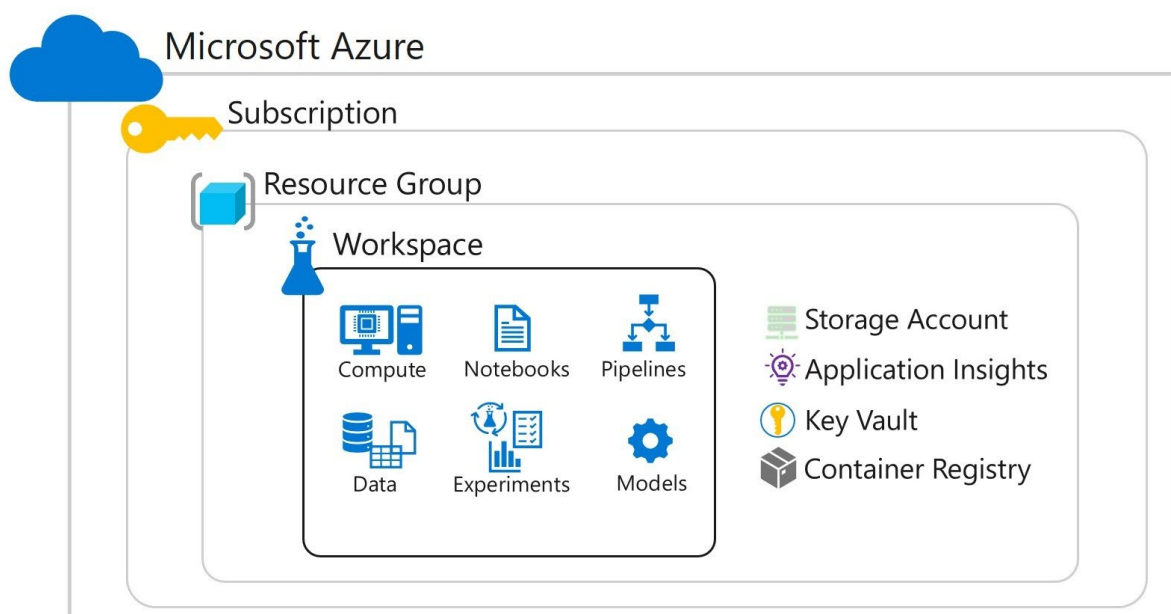 Microsoft Azure
Subscription
Resource Group
Workspace
Compute
Notebooks
Pipelines
Data
Experiments
Models
Storage Account
Application Insights
Key Vault
Container Registry